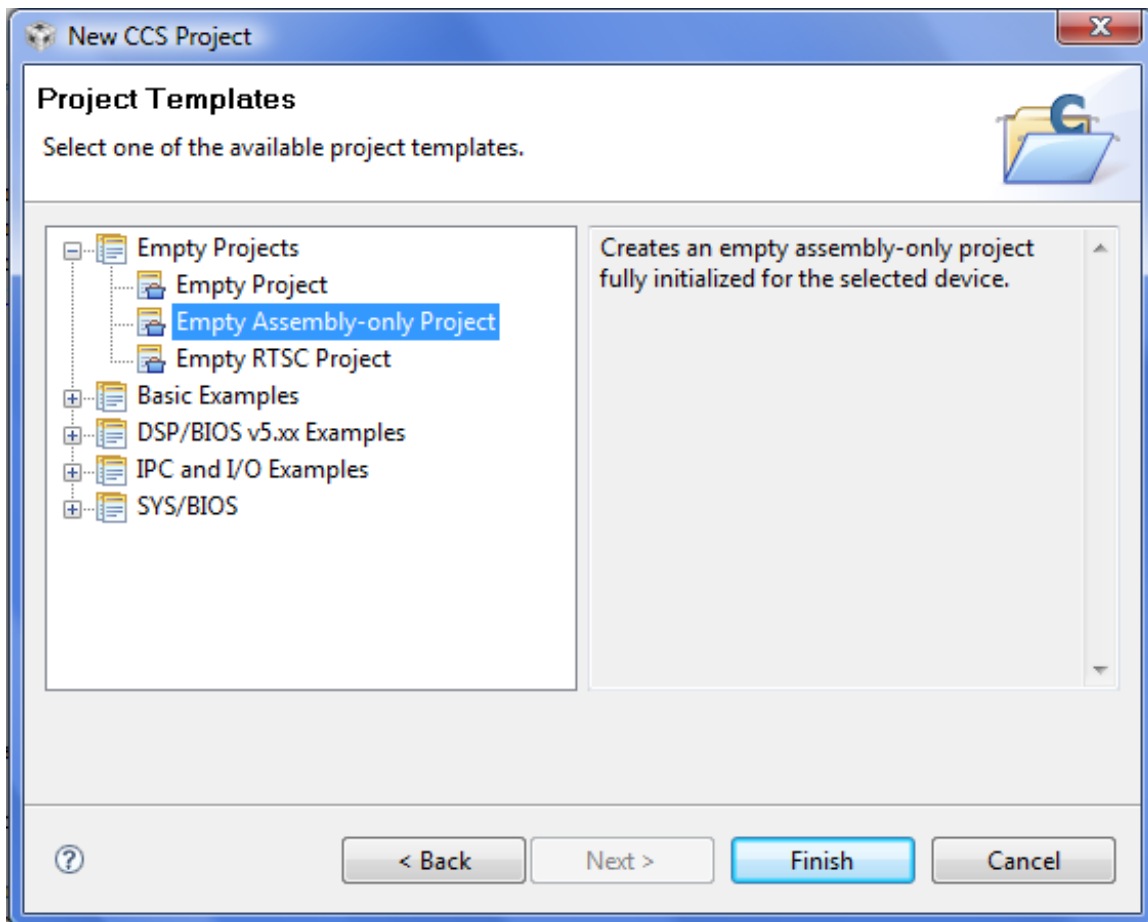 New CCS Project
X
Project Templates
Select one of the available project templates.
C
Empty Projects
Empty Project
Empty Assembly-only Project
Empty RTSC Project
Basic Examples
DSP/BIOS v5.xx Examples
IPC and I/O Examples
SYS/BIOS
Creates an empty assembly-only project
fully initialized for the selected device.
?
< Back
Next >
Finish
Cancel